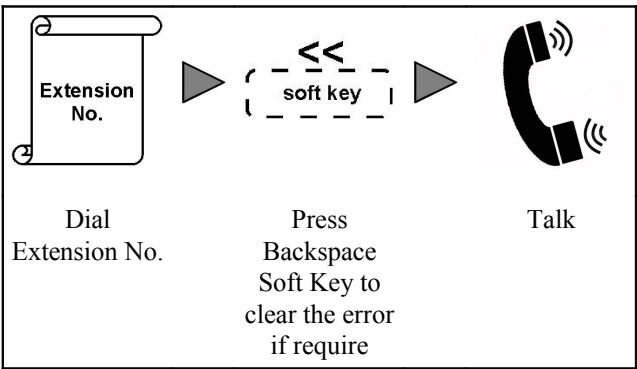 <<
Extension
No.
soft key
Dial
Extension No.
Press
Backspace
Soft Key to
clear the error
if require
Talk